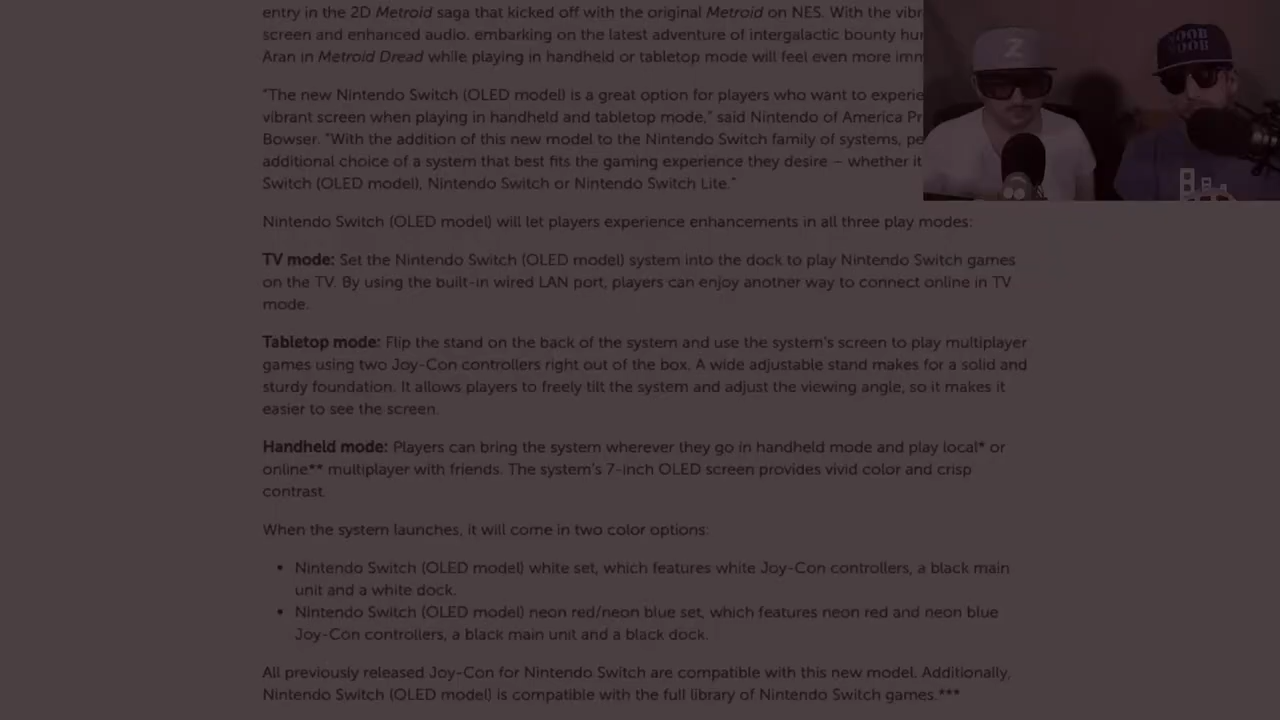 entry in the 2D Metroid saga that kicked off with the original Metroid on NES. With the
screen and enhanced audio. embarking on the latest adventure of intergalactic bounty
Aran in Metroid Dread while playing in handheld or tabletop mode will feel even more
“The new Nintendo Switch (OLED model) is a great option for players who want to
vibrant screen when playing in handheld and tabletop mode,” said Nintendo of America
Bowser. “With the addition of this new model to the Nintendo Switch family of systems,
additional choice of a system that best fits the gaming experience they desire – whether it
Switch (OLED model), Nintendo Switch or Nintendo Switch Lite.”
Nintendo Switch (OLED model) will let players experience enhancements in all three play modes:
TV mode: Set the Nintendo Switch (OLED model) system into the dock to play Nintendo Switch games
on the TV. By using the built-in wired LAN port, players can enjoy another way to connect online in TV
mode.
Tabletop mode: Flip the stand on the back of the system and use the system’s screen to play multiplayer
games using two Joy-Con controllers right out of the box. A wide adjustable stand makes for a solid and
sturdy foundation. It allows players to freely tilt the system and adjust the viewing angle, so it makes it
easier to see the screen.
Handheld mode: Players can bring the system wherever they go in handheld mode and play local* or
online** multiplayer with friends. The system’s 7-inch OLED screen provides vivid color and crisp
contrast.
When the system launches, it will come in two color options:
• Nintendo Switch (OLED model) white set, which features white Joy-Con controllers, a black main
unit and a white dock.
• Nintendo Switch (OLED model) neon red/neon blue set, which features neon red and neon blue
Joy-Con controllers, a black main unit and a black dock.
All previously released Joy-Con for Nintendo Switch are compatible with this new model. Additionally,
Nintendo Switch (OLED model) is compatible with the full library of Nintendo Switch games.***
Z
NOOB
NOOB